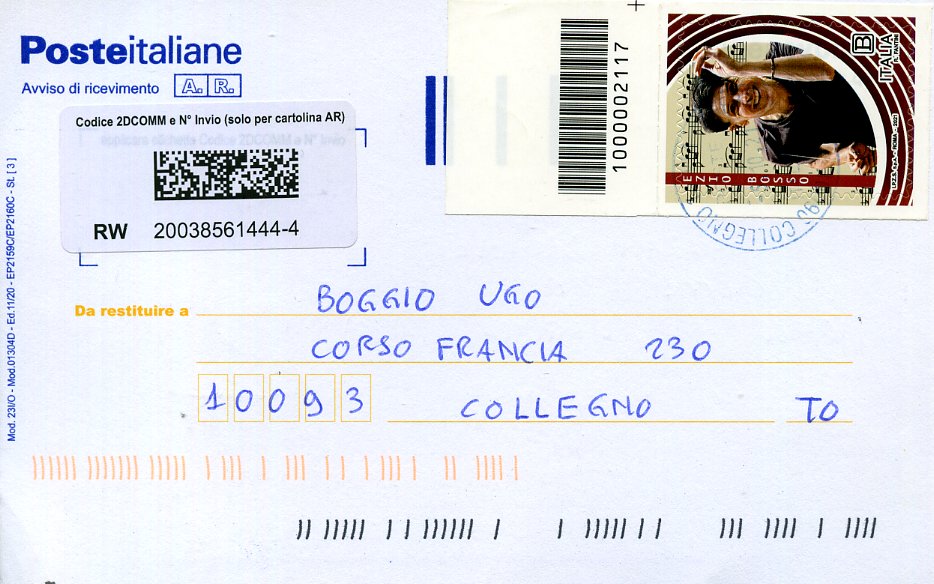 Posteitaliane
Avviso di ricevimento A. R.
Codice 2DCOMM e N° Invio (solo per cartolina AR)
RW 20038561444-4
1000002117
B
ITALIA
EZIO BOSSO
COLLEGNO
Da restituire a BOGGIO UGO
CORSO FRANCIA 230
10093 COLLEGNO TO
Mod. 23I/O - Mod.01304D - Ed.11/20 - EP2159C/EP2160C - St. [3]